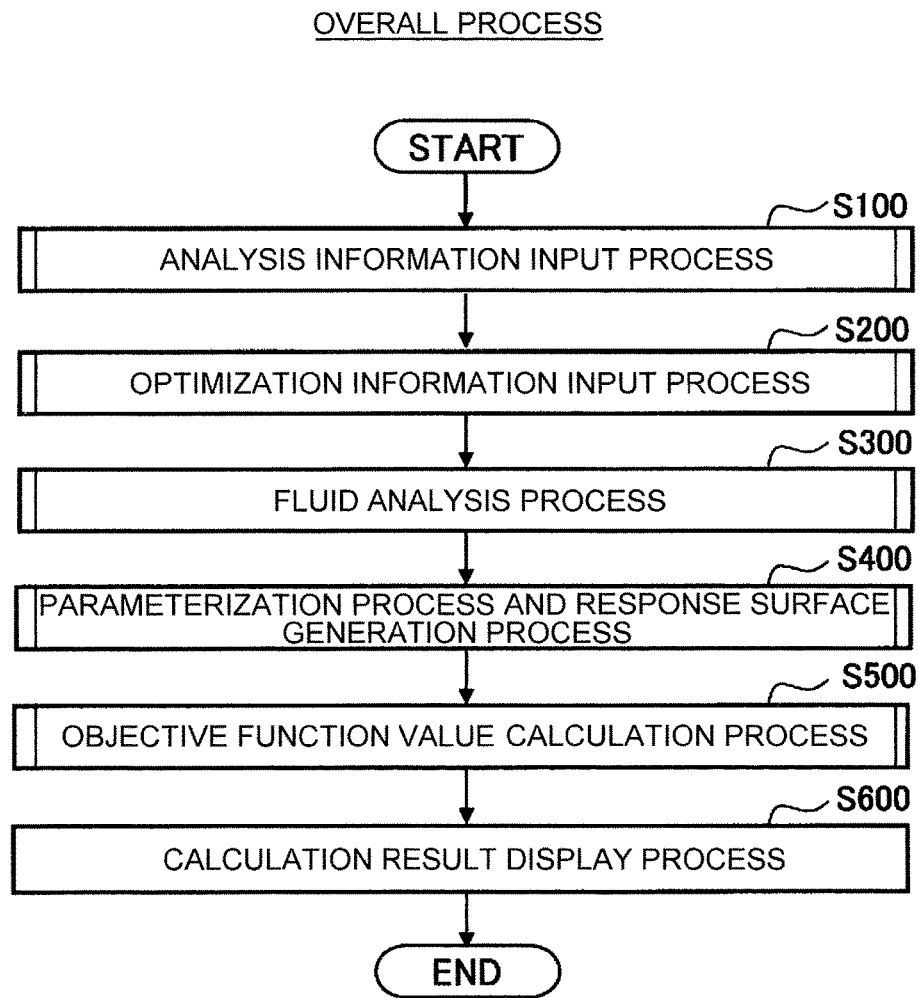 OVERALL PROCESS
START
S100
ANALYSIS INFORMATION INPUT PROCESS
S200
OPTIMIZATION INFORMATION INPUT PROCESS
S300
FLUID ANALYSIS PROCESS
S400
PARAMETERIZATION PROCESS AND RESPONSE SURFACE
GENERATION PROCESS
S500
OBJECTIVE FUNCTION VALUE CALCULATION PROCESS
S600
CALCULATION RESULT DISPLAY PROCESS
END